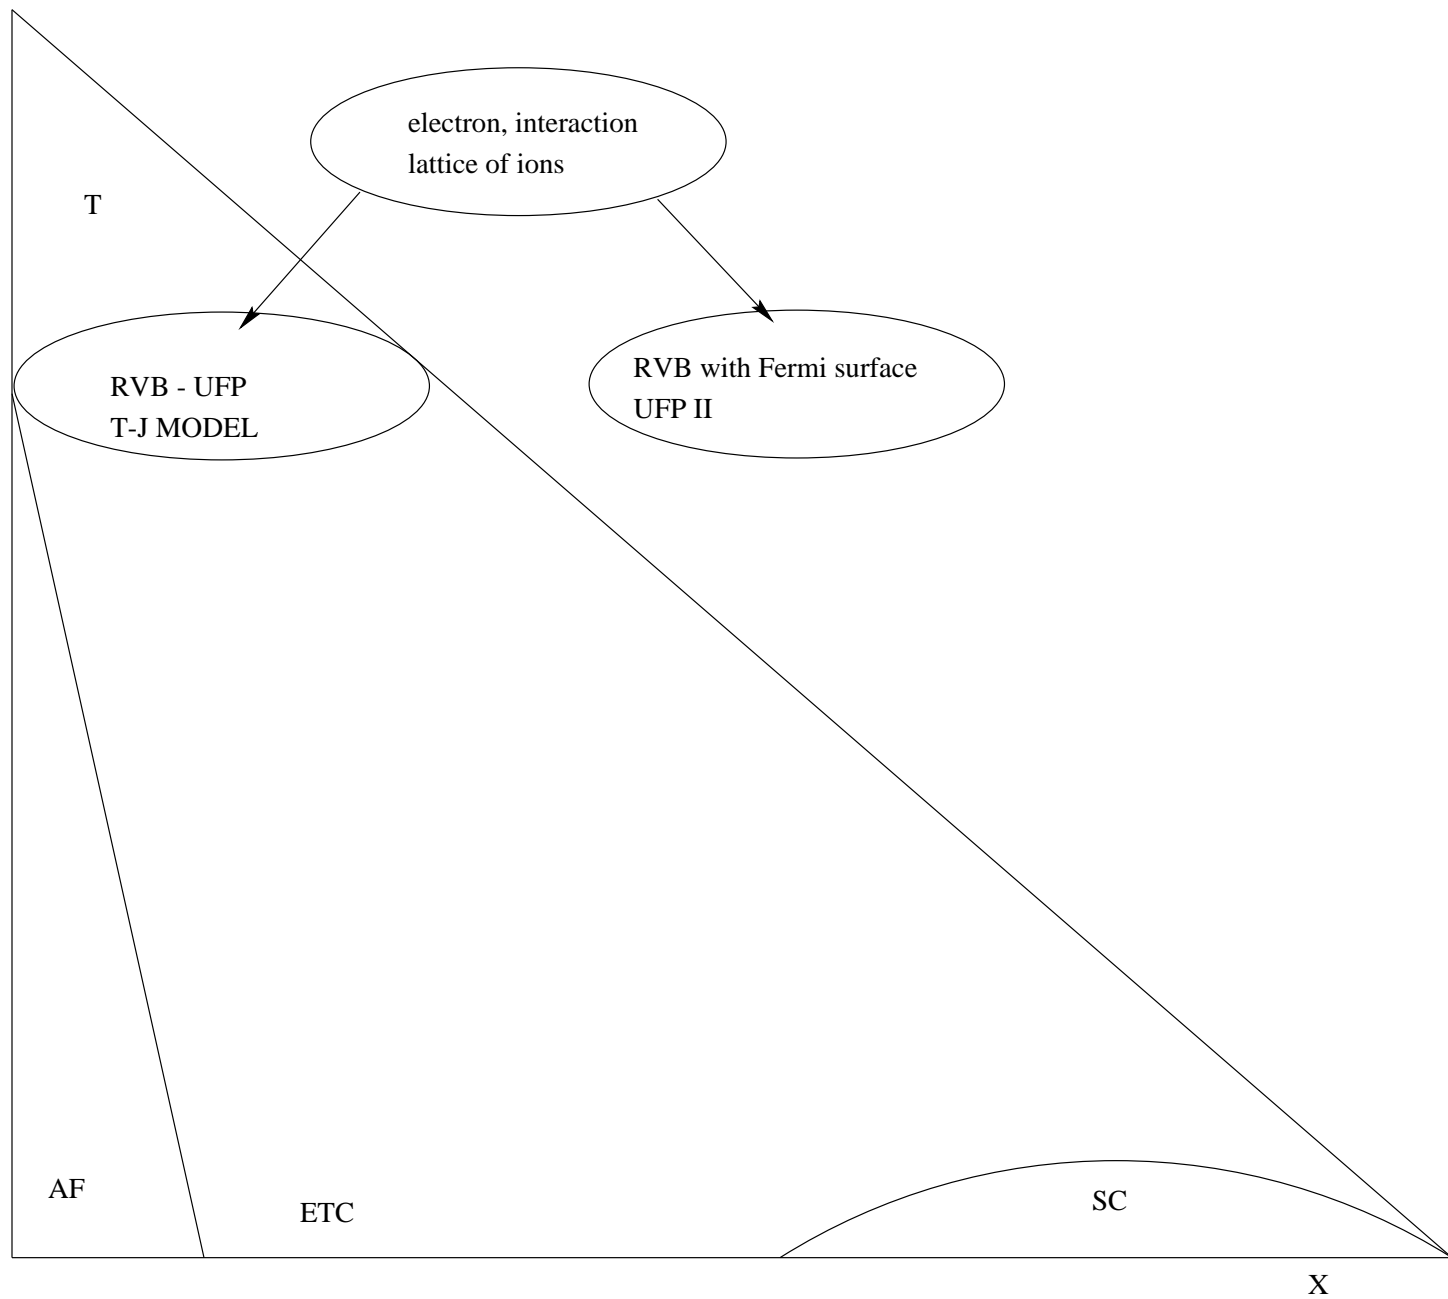 electron, interaction
lattice of ions
T
RVB - UFP
T-J MODEL
RVB with Fermi surface
UFP II
AF
ETC
SC
X